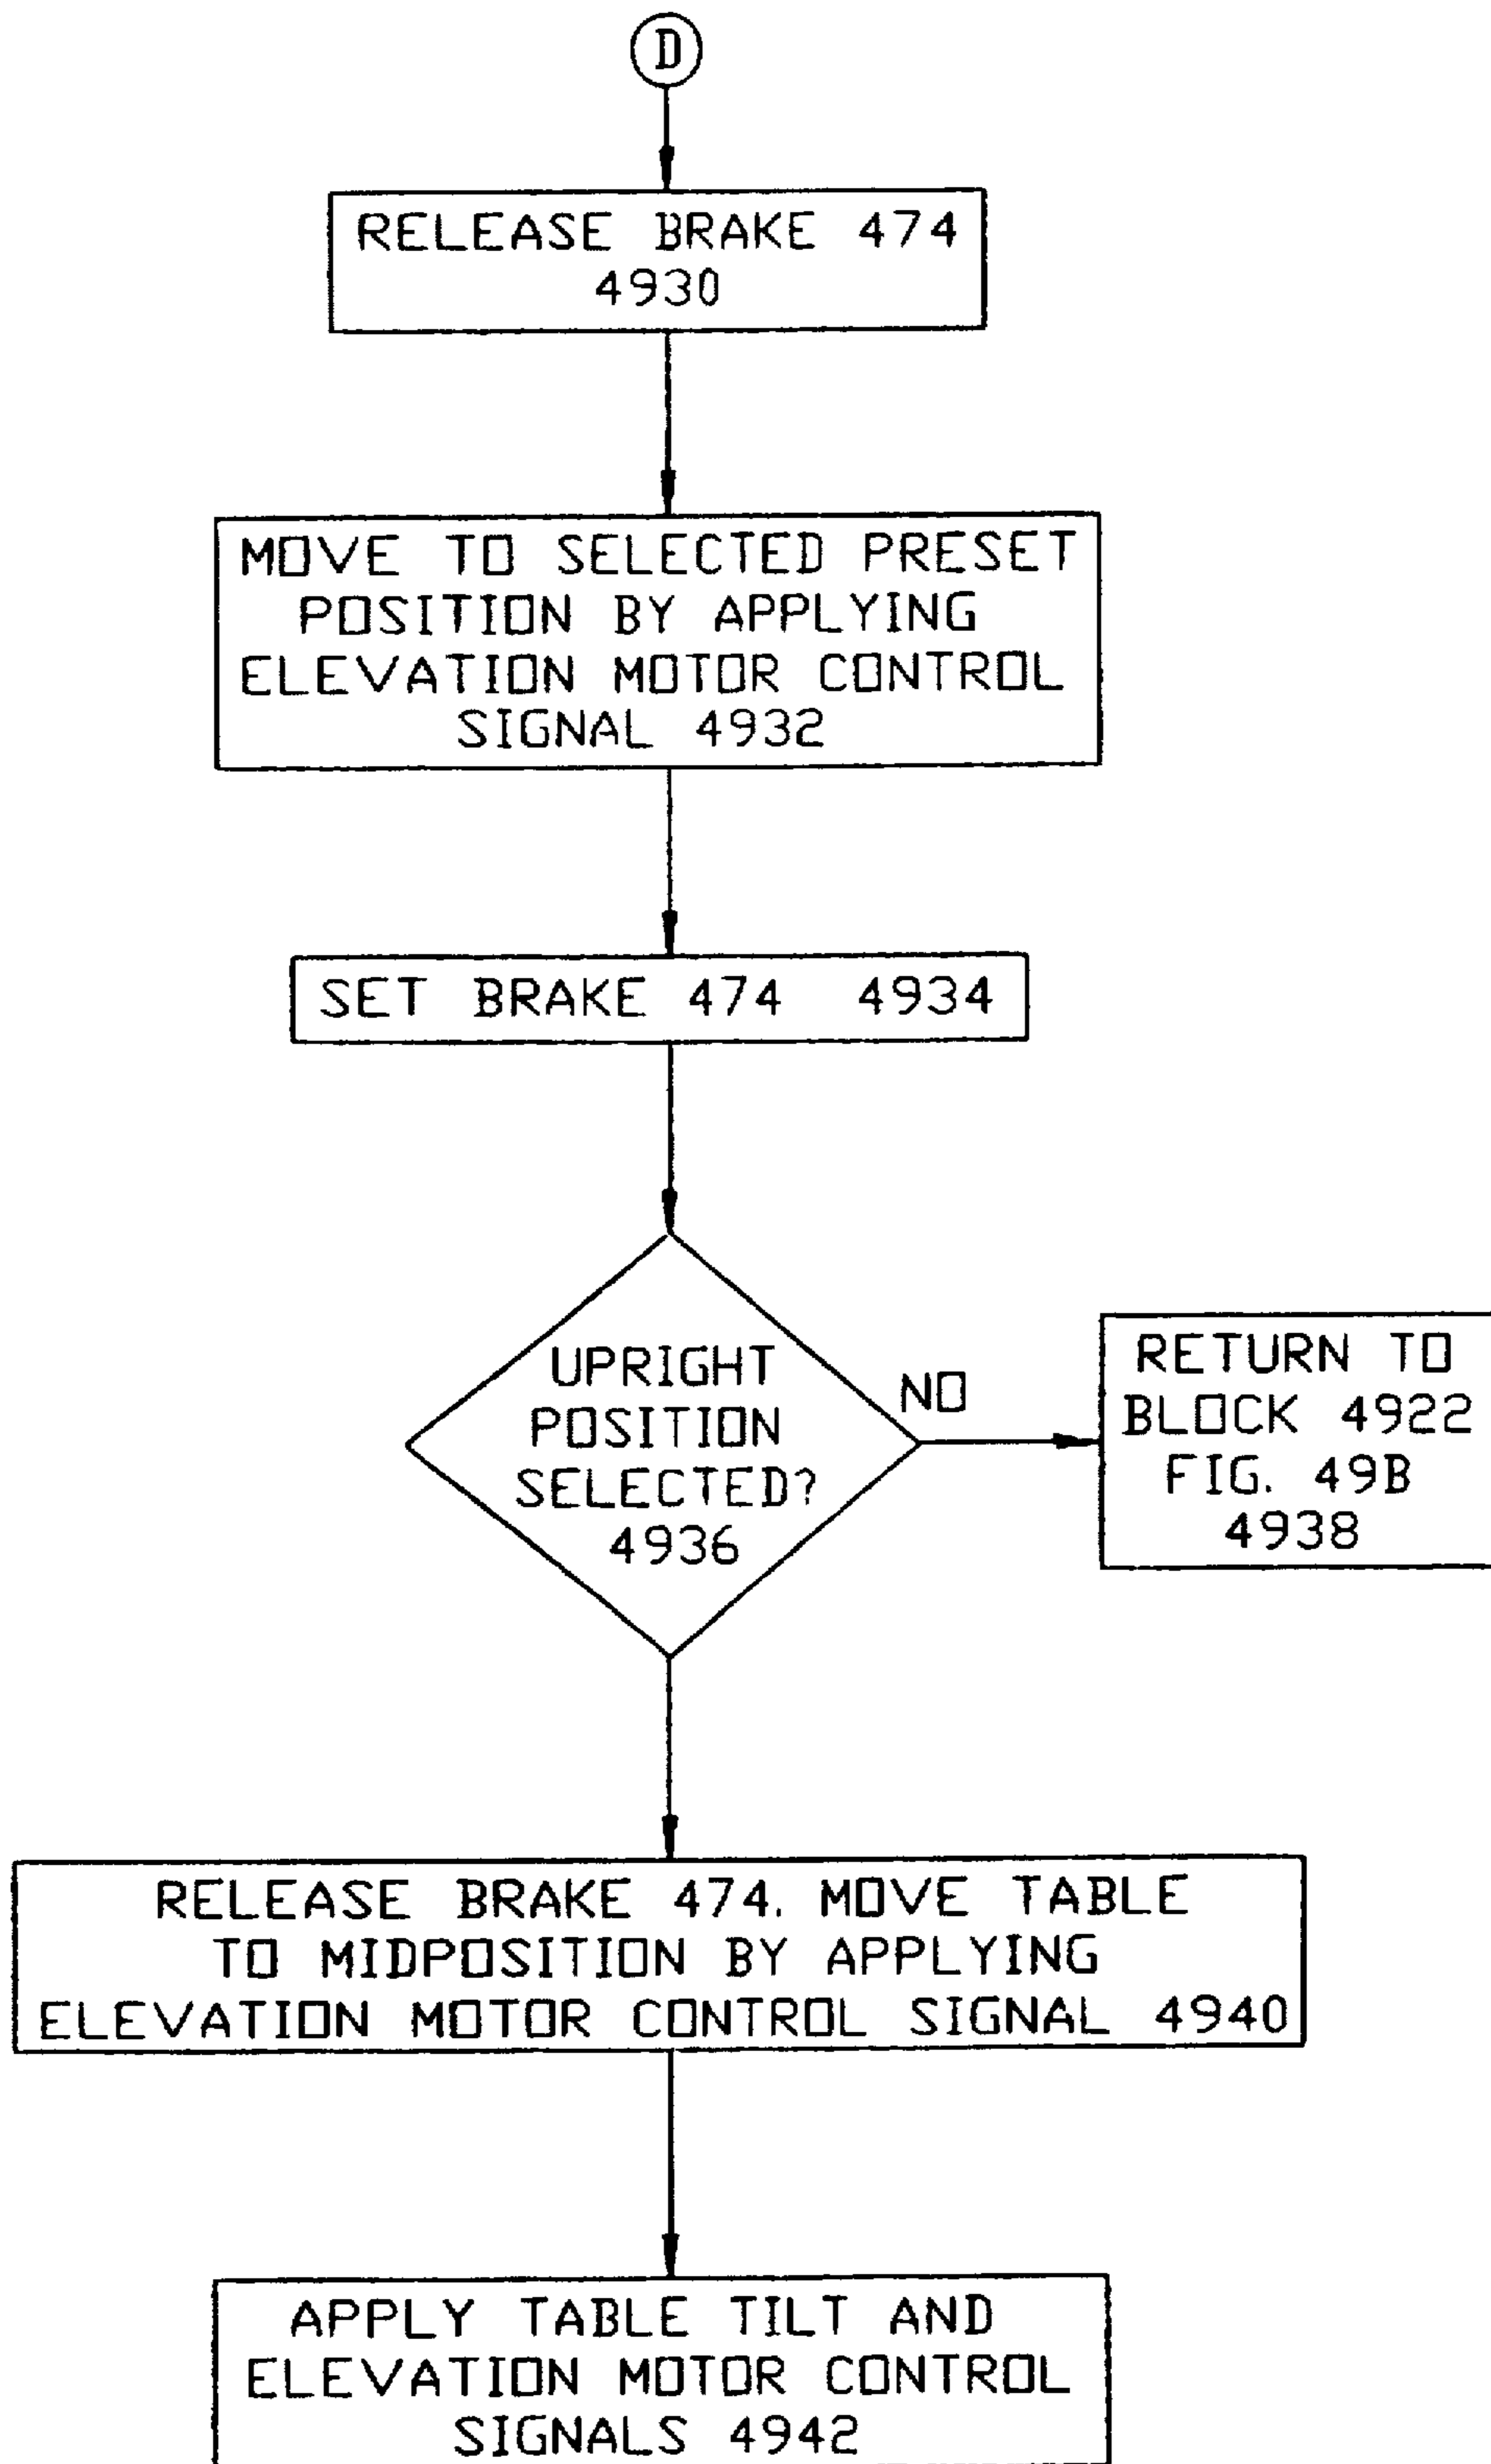 D
RELEASE BRAKE 474
4930
MOVE TO SELECTED PRESET
POSITION BY APPLYING
ELEVATION MOTOR CONTROL
SIGNAL 4932
SET BRAKE 474 4934
UPRIGHT
POSITION
SELECTED?
4936
NO
RETURN TO
BLOCK 4922
FIG. 49B
4938
RELEASE BRAKE 474. MOVE TABLE
TO MIDPOSITION BY APPLYING
ELEVATION MOTOR CONTROL SIGNAL 4940
APPLY TABLE TILT AND
ELEVATION MOTOR CONTROL
SIGNALS 4942